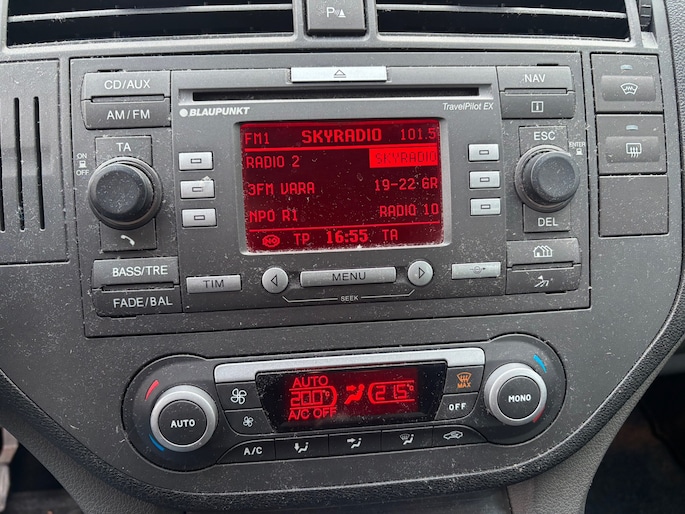 P
CD/AUX
NAV
AM/FM
BLAUPUNKT
TravelPilot EX
FM1 SKYRADIO 101.5
RADIO 2 SKYRADIO
3FM VARA 19-22 6R
NPO R1 RADIO 10
TP 16:55 TA
ON
OFF
TA
ESC
ENTER
DEL
BASS/TRE
FADE/BAL
TIM
MENU
SEEK
AUTO
20.0 21.5
A/C OFF
MAX
OFF
AUTO
MONO
A/C